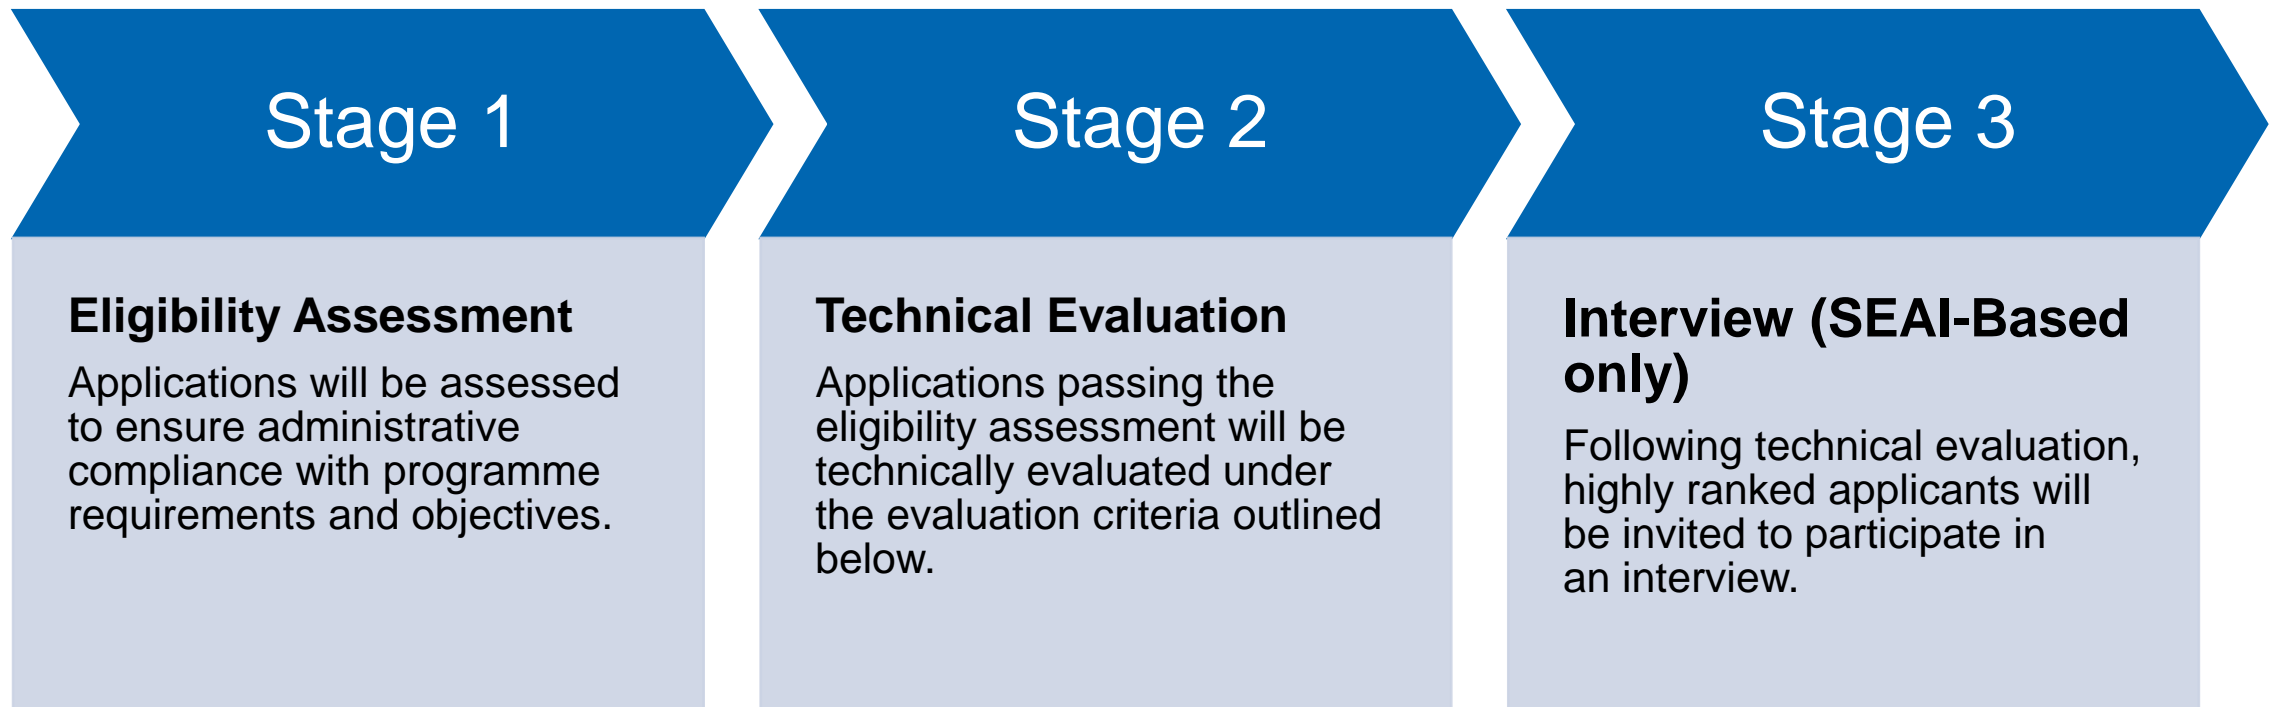 Stage 1
Eligibility Assessment
Applications will be assessed
to ensure administrative
compliance with programme
requirements and objectives.
Stage 2
Technical Evaluation
Applications passing the
eligibility assessment will be
technically evaluated under
the evaluation criteria outlined
below.
Stage 3
Interview (SEAI-Based
only)
Following technical evaluation,
highly ranked applicants will
be invited to participate in
an interview.